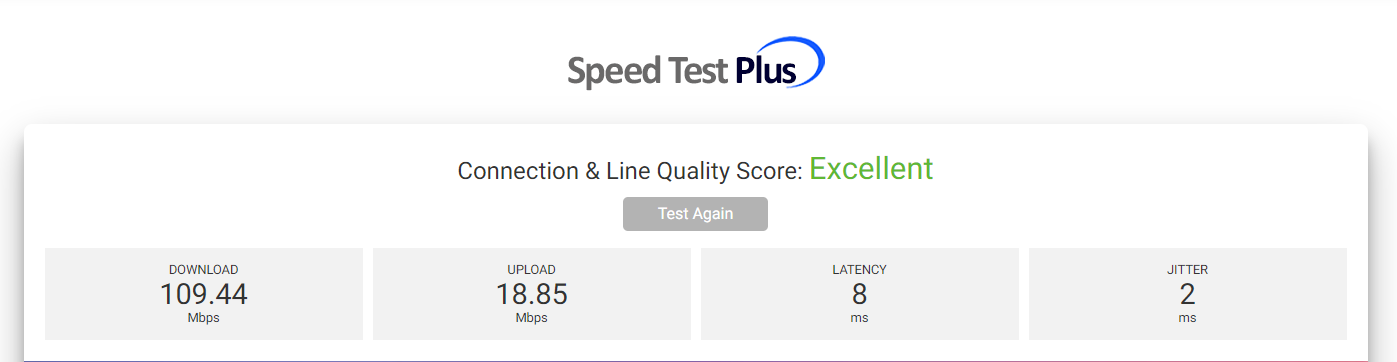 Speed Test Plus
Connection & Line Quality Score: Excellent
Test Again
DOWNLOAD
109.44
Mbps
UPLOAD
18.85
Mbps
LATENCY
8
ms
JITTER
2
ms